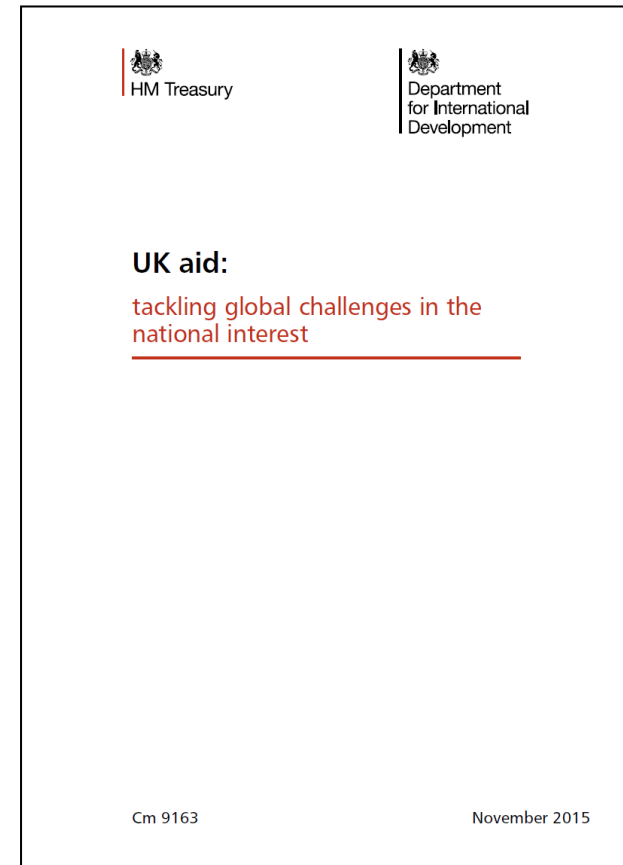 HM Treasury
Department
for International
Development
UK aid:
tackling global challenges in the
national interest
Cm 9163
November 2015